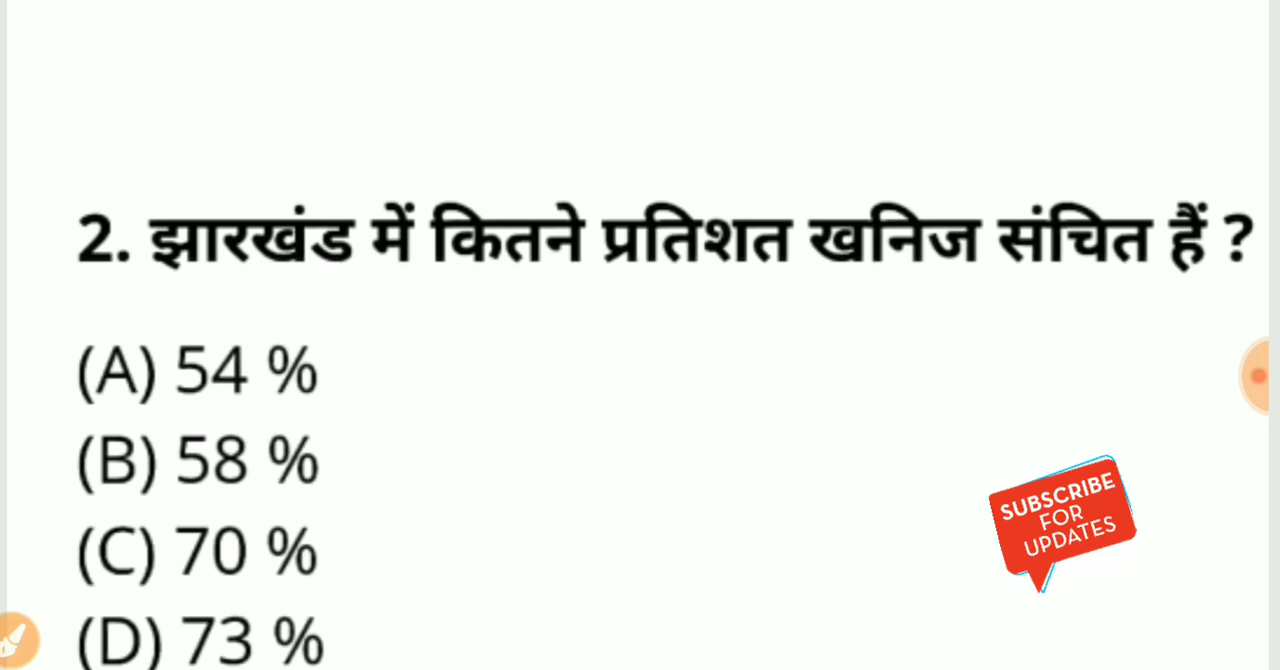 2. झारखंड में कितने प्रतिशत खनिज संचित हैं ?
(A) 54 %
(B) 58 %
(C) 70 %
(D) 73 %
SUBSCRIBE
FOR
UPDATES